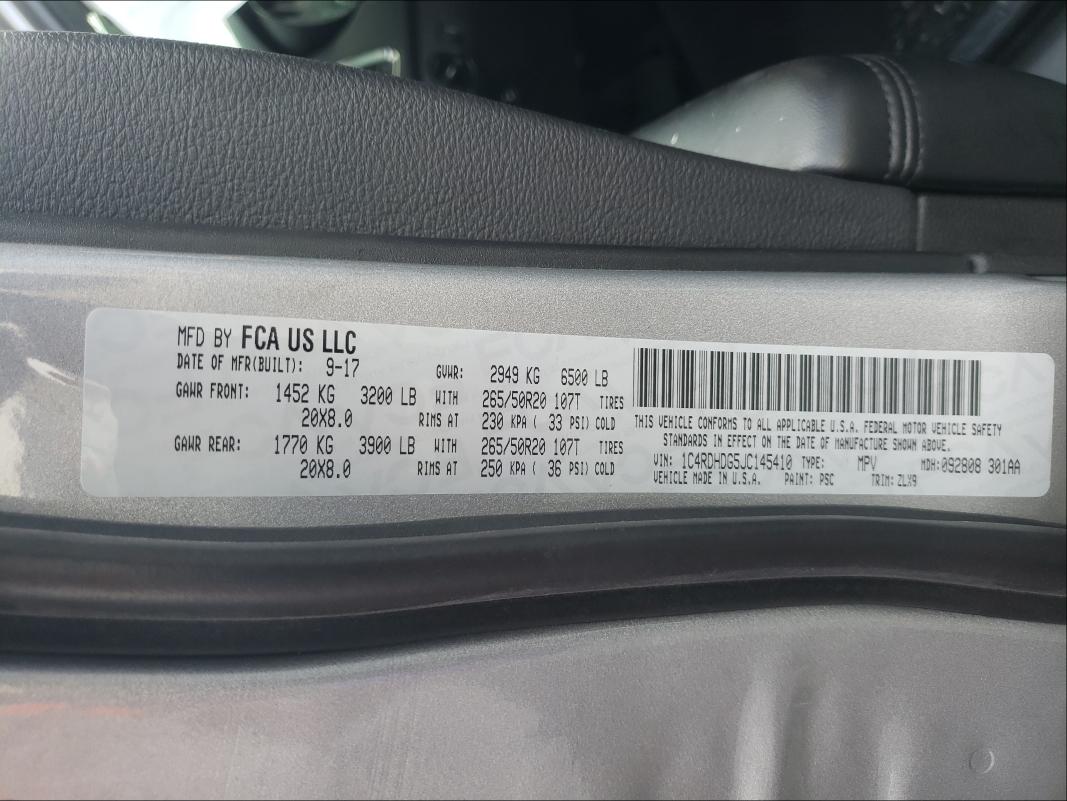 MFD BY FCA US LLC
DATE OF MFR(BUILT): 9-17 GVWR: 2949 KG 6500 LB
GAWR FRONT: 1452 KG 3200 LB WITH 265/50R20 107T TIRES
20X8.0 RIMS AT 230 KPA ( 33 PSI) COLD
GAWR REAR: 1770 KG 3900 LB WITH 265/50R20 107T TIRES
20X8.0 RIMS AT 250 KPA ( 36 PSI) COLD
THIS VEHICLE CONFORMS TO ALL APPLICABLE U.S.A. FEDERAL MOTOR VEHICLE SAFETY
STANDARDS IN EFFECT ON THE DATE OF MANUFACTURE SHOWN ABOVE.
VIN: 1C4RDHDG5JC145410 TYPE: MPV MDH: 092808 301AA
VEHICLE MADE IN U.S.A. PAINT: PSC TRIM: ZLX9